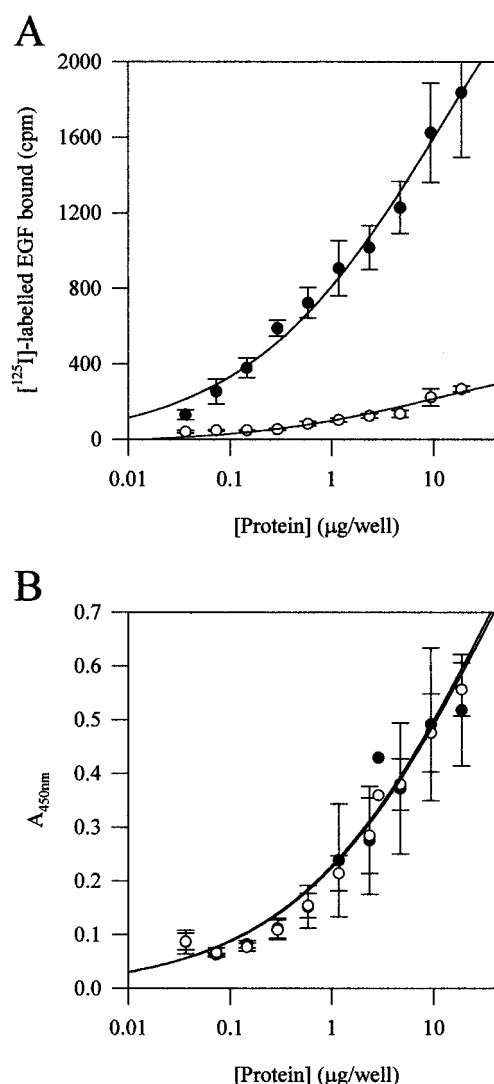 A
[¹²⁵I]-labelled EGF bound (cpm)
2000
1600
1200
800
400
0
0.01 0.1 1 10
[Protein] (μg/well)
B
A₄₅₀ₙₘ
0.7
0.6
0.5
0.4
0.3
0.2
0.1
0.0
0.01 0.1 1 10
[Protein] (μg/well)